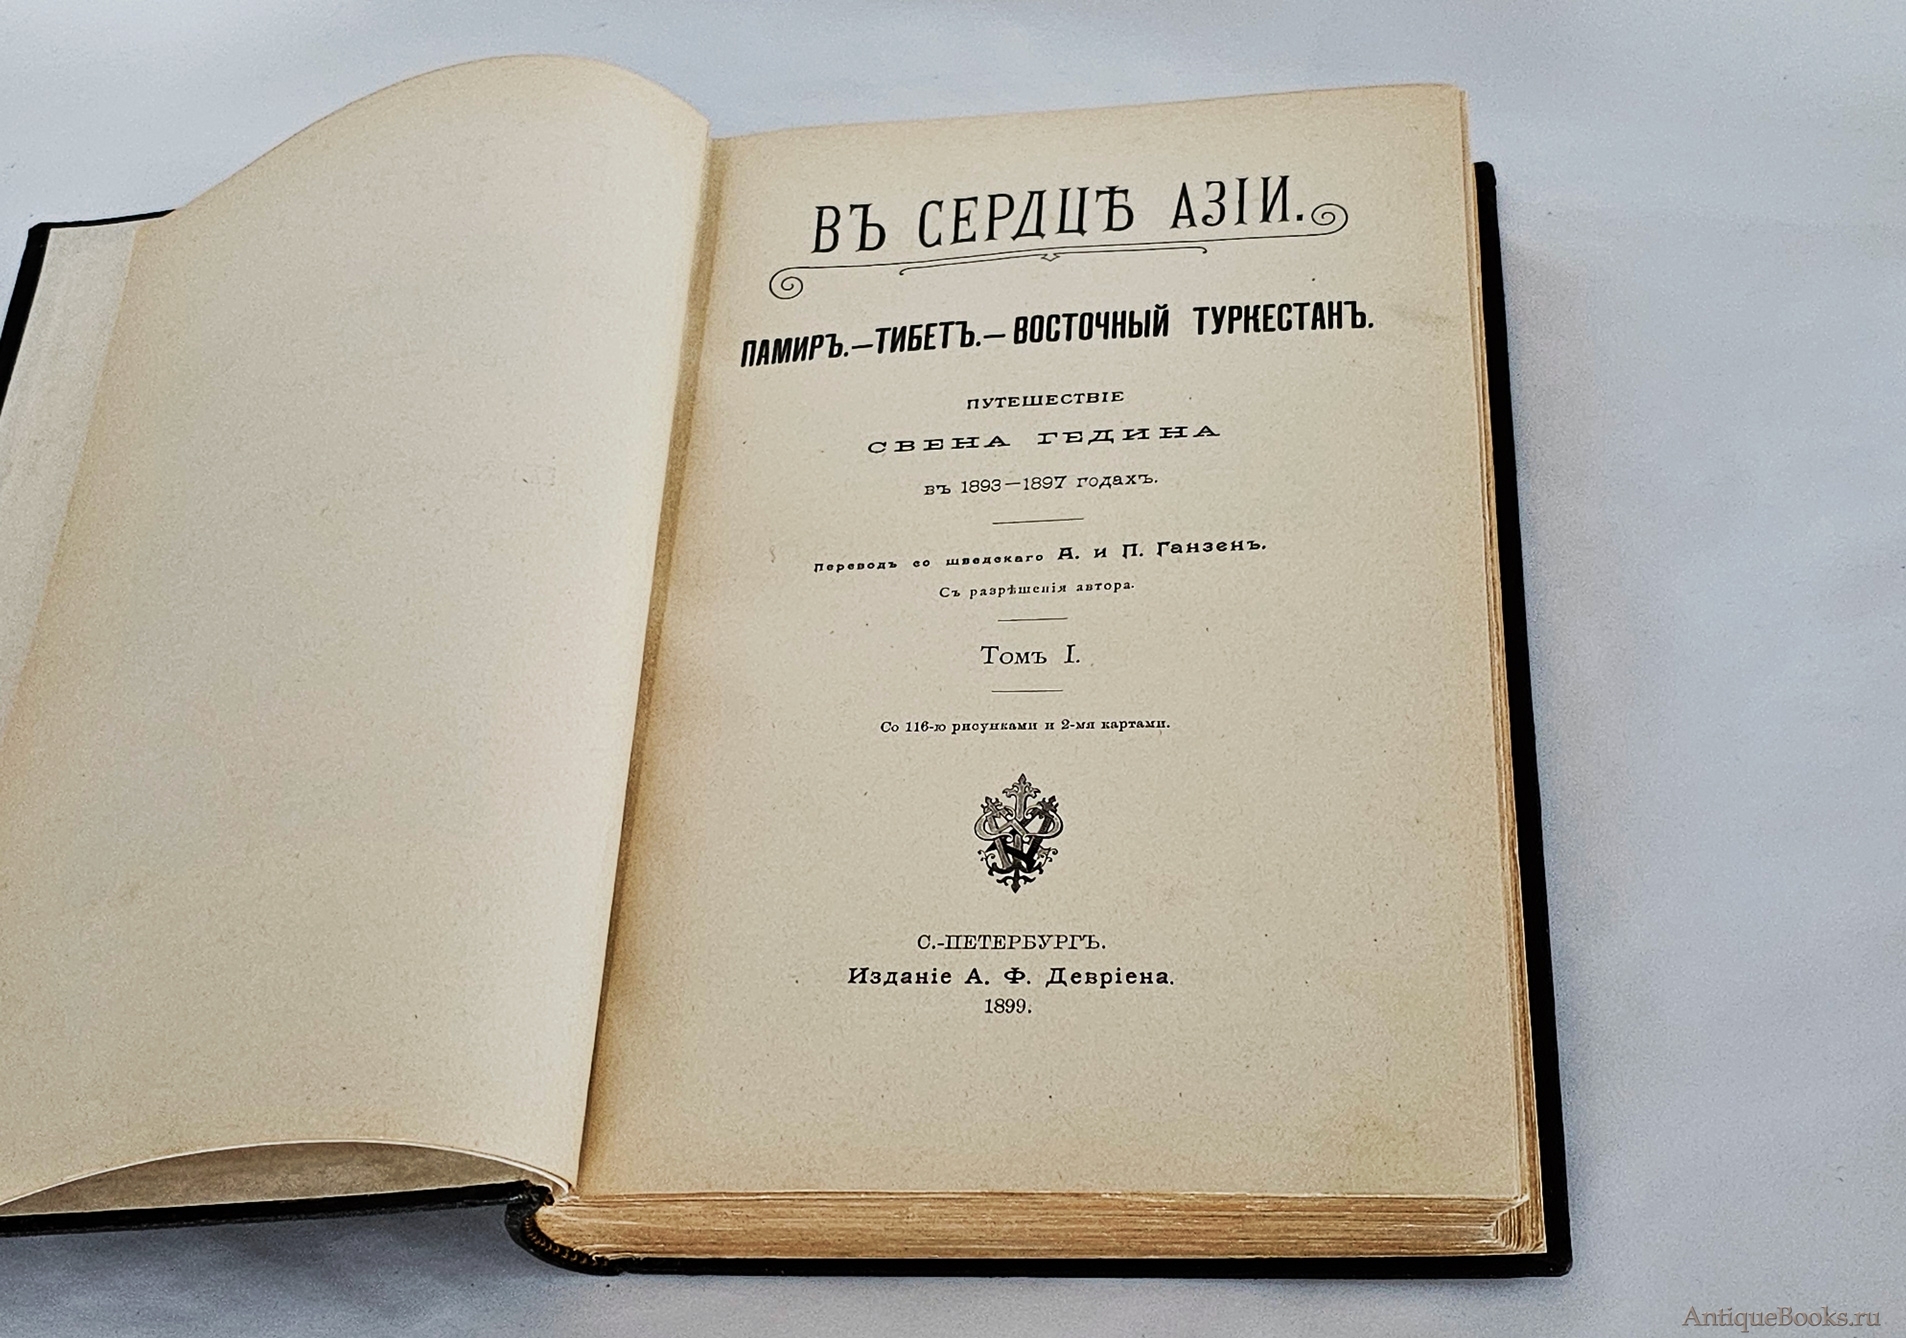 ВЪ СЕРДЦѢ АЗІИ.
ПАМИРЪ.—ТИБЕТЪ.—ВОСТОЧНЫЙ ТУРКЕСТАНЪ.
ПУТЕШЕСТВІЕ
СВЕНА ГЕДИНА
въ 1893—1897 годахъ.
Переводъ со шведскаго А. и П. Ганзенъ.
Съ разрѣшенія автора.
Томъ I.
Со 116-ю рисунками и 2-мя картами.
С.-ПЕТЕРБУРГЪ.
Изданіе А. Ф. Девріена.
1899.
AntiqueBooks.ru